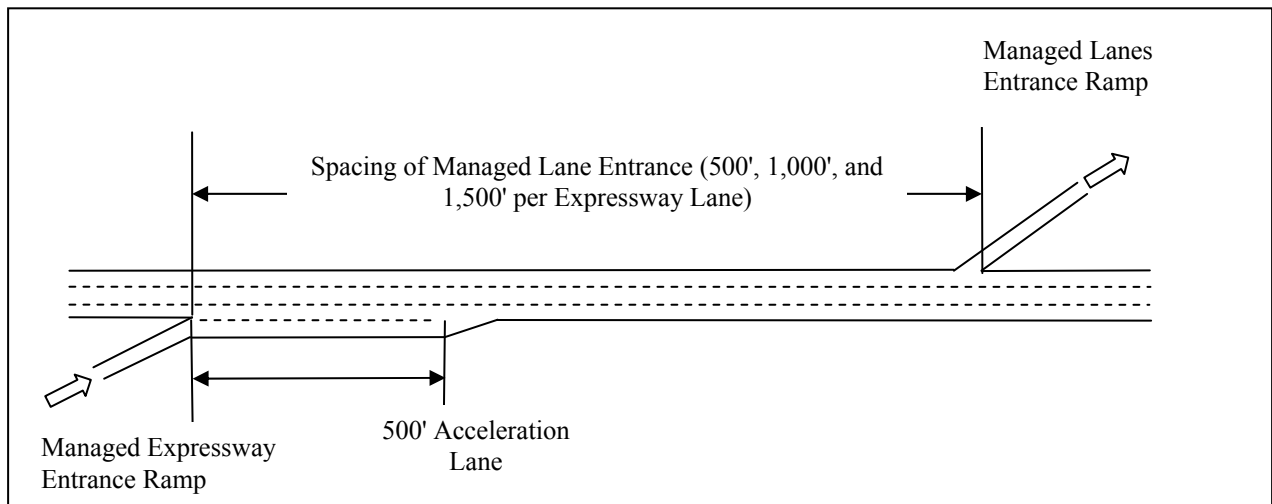 Managed Lanes
Entrance Ramp
Spacing of Managed Lane Entrance (500', 1,000', and
1,500' per Expressway Lane)
500' Acceleration
Lane
Managed Expressway
Entrance Ramp